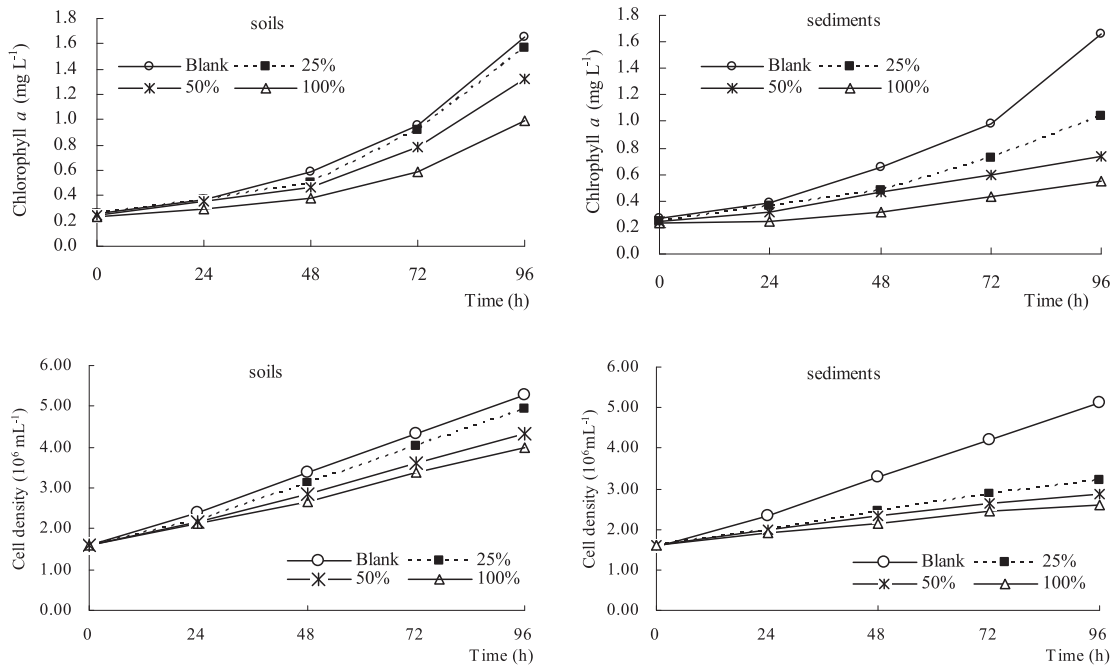 soils
Chlorophyll a (mg L-1)
1.8
1.6
1.4
1.2
1.0
0.8
0.6
0.4
0.2
0.0
Blank 25%
50% 100%
0 24 48 72 96
Time (h)
sediments
Chlrophyll a (mg L-1)
1.8
1.6
1.4
1.2
1.0
0.8
0.6
0.4
0.2
0.0
Blank 25%
50% 100%
0 24 48 72 96
Time (h)
soils
Cell density (106 mL-1)
6.00
5.00
4.00
3.00
2.00
1.00
0.00
Blank 25%
50% 100%
0 24 48 72 96
Time (h)
sediments
Cell density (106mL-1)
6.00
5.00
4.00
3.00
2.00
1.00
0.00
Blank 25%
50% 100%
0 24 48 72 96
Time (h)